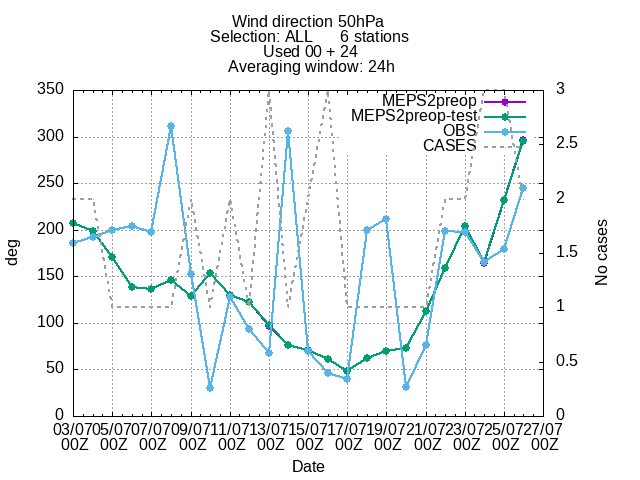 Wind direction 50hPa
Selection: ALL 6 stations
Used 00 + 24
Averaging window: 24h
MEPS2preop
MEPS2preop-test
OBS
CASES
350
300
250
200
150
100
50
0
deg
3
2.5
2
1.5
1
0.5
0
No cases
03/07 05/07 07/07 09/07 11/07 13/07 15/07 17/07 19/07 21/07 23/07 25/07 27/07
00Z 00Z 00Z 00Z 00Z 00Z 00Z 00Z 00Z 00Z 00Z 00Z 00Z
Date